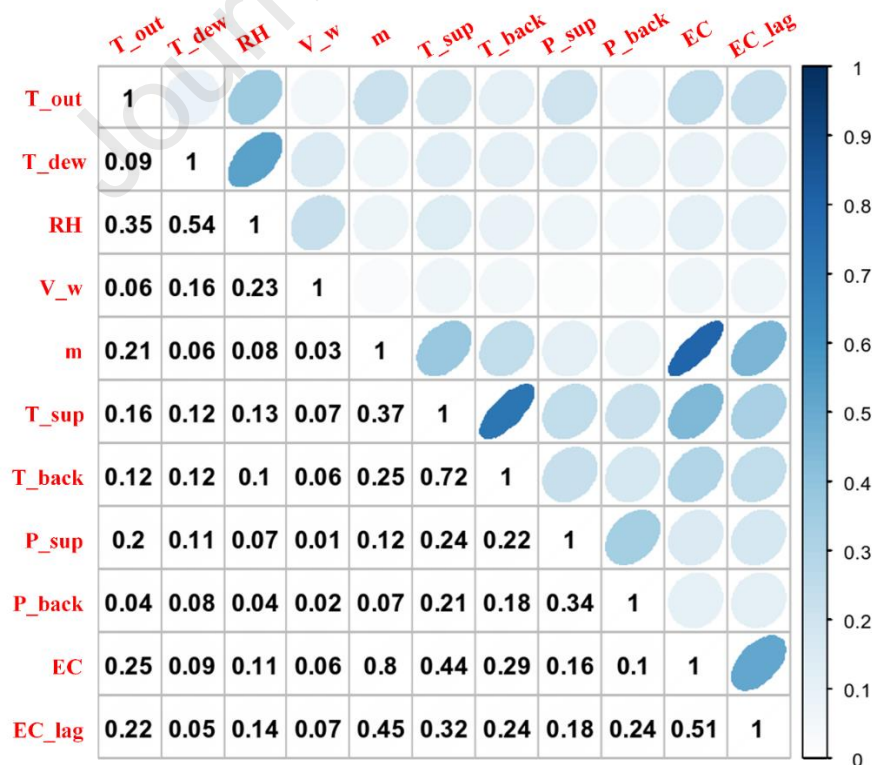 Journ
T_out T_dew RH V_w m T_sup T_back P_sup P_back EC EC_lag
T_out 1
T_dew 0.09 1
RH 0.35 0.54 1
V_w 0.06 0.16 0.23 1
m 0.21 0.06 0.08 0.03 1
T_sup 0.16 0.12 0.13 0.07 0.37 1
T_back 0.12 0.12 0.1 0.06 0.25 0.72 1
P_sup 0.2 0.11 0.07 0.01 0.12 0.24 0.22 1
P_back 0.04 0.08 0.04 0.02 0.07 0.21 0.18 0.34 1
EC 0.25 0.09 0.11 0.06 0.8 0.44 0.29 0.16 0.1 1
EC_lag 0.22 0.05 0.14 0.07 0.45 0.32 0.24 0.18 0.24 0.51 1
1
0.9
0.8
0.7
0.6
0.5
0.4
0.3
0.2
0.1
0